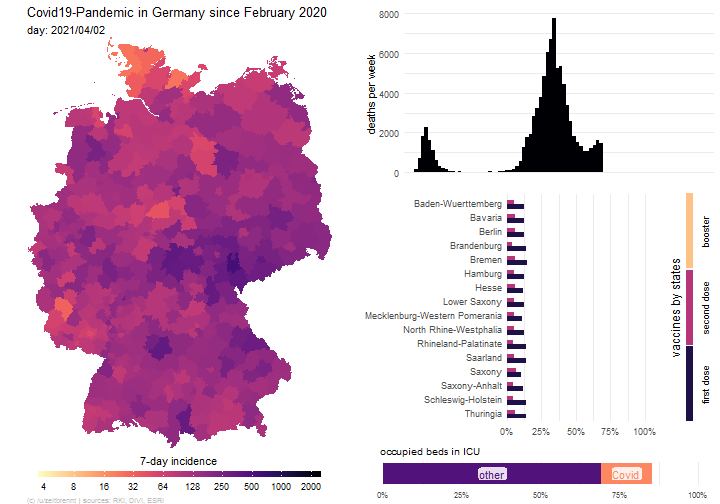 Covid19-Pandemic in Germany since February 2020
day: 2021/04/02
7-day incidence
4 8 16 32 64 125 250 500 1000 2000
(c) /u/zeitbremt | sources: RKI, DIVI, ESRI
deaths per week
8000
6000
4000
2000
0
Baden-Wuerttemberg
Bavaria
Berlin
Brandenburg
Bremen
Hamburg
Hesse
Lower Saxony
Mecklenburg-Western Pomerania
North Rhine-Westphalia
Rhineland-Palatinate
Saarland
Saxony
Saxony-Anhalt
Schleswig-Holstein
Thuringia
0% 25% 50% 75% 100%
vaccines by states
booster
second dose
first dose
occupied beds in ICU
other Covid
0% 25% 50% 75% 100%